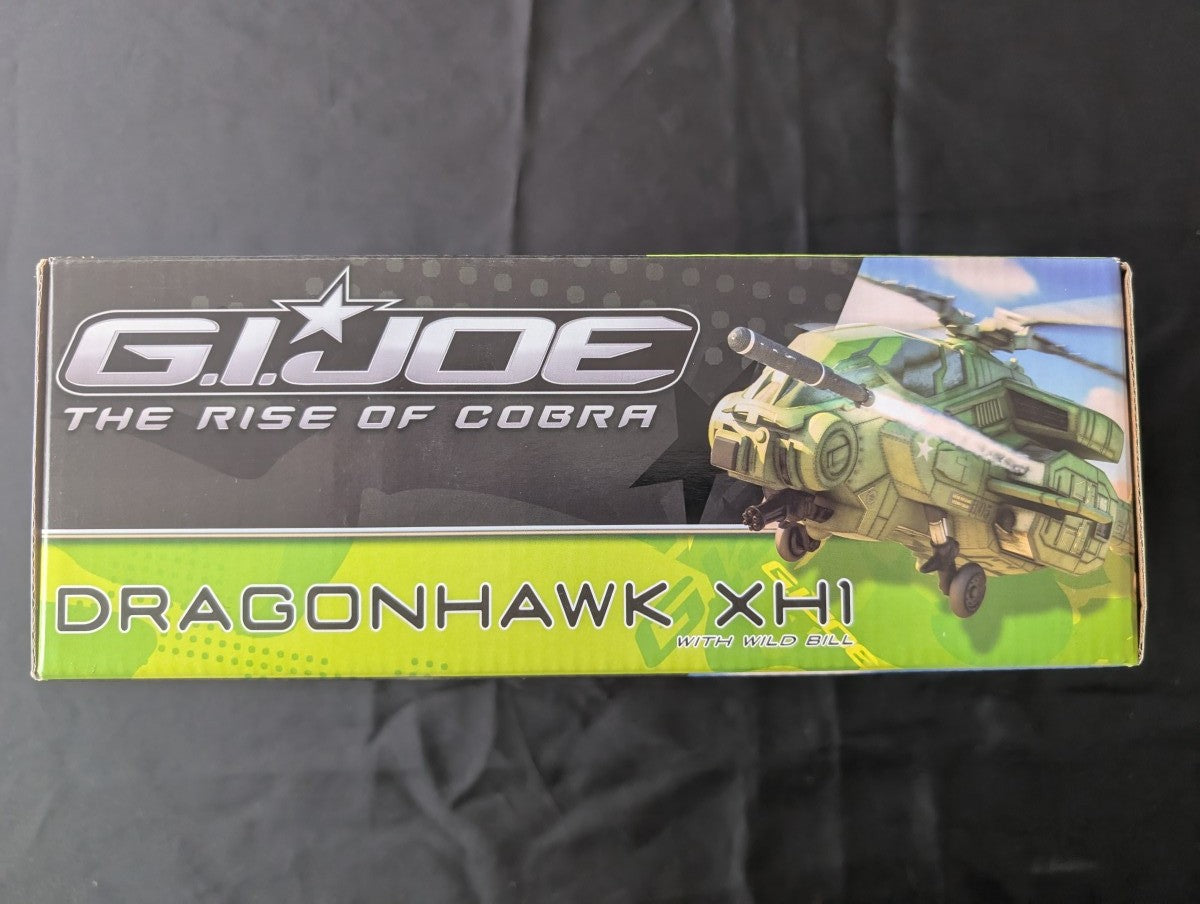 G.I.JOE
THE RISE OF COBRA
DRAGONHAWK XH1
WITH WILD BILL